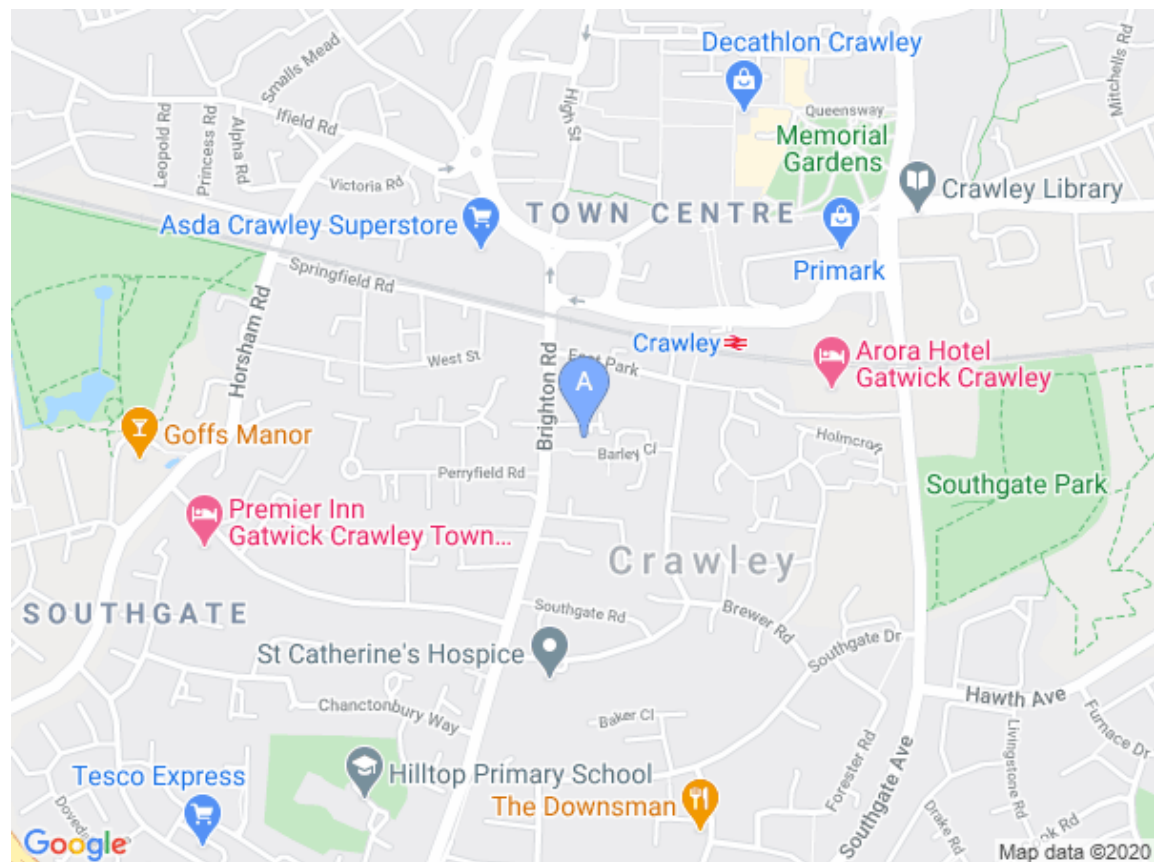 Decathlon Crawley
Smalls Mead
Mitchells Rd
High St
Ifield Rd
Queensway
Leopold Rd
Princess Rd
Alpha Rd
Memorial
Gardens
Victoria Rd
Crawley Library
Asda Crawley Superstore
TOWN CENTRE
Springfield Rd
Primark
Horsham Rd
Crawley
West St
East Park
Arora Hotel
Gatwick Crawley
A
Brighton Rd
Goffs Manor
Holmcroft
Barley Cl
Perryfield Rd
Southgate Park
Premier Inn
Gatwick Crawley Town...
Crawley
SOUTHGATE
Southgate Rd
Brewer Rd
Southgate Dr
St Catherine's Hospice
Hawth Ave
Chanctonbury Way
Baker Cl
Furnace Dr
Livingstone Rd
Forester Rd
Southgate Ave
Tesco Express
Hilltop Primary School
The Downsman
Drake Rd
Google
Map data ©2020